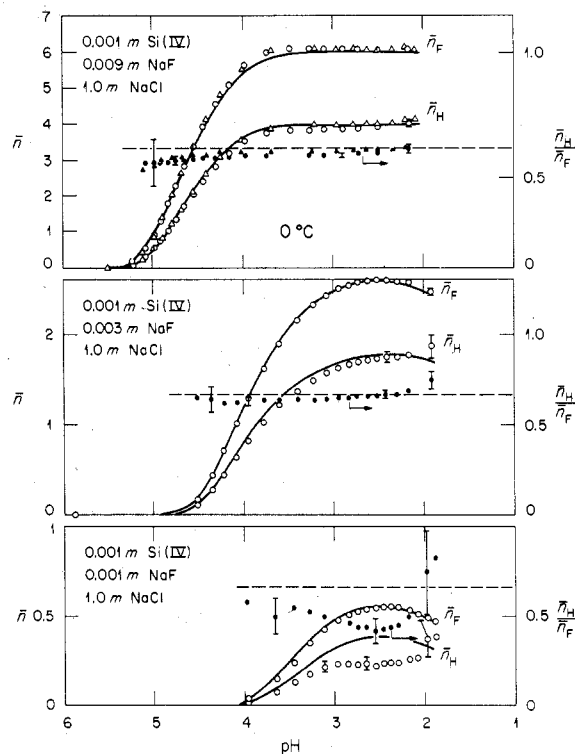 0.001 m Si(IV)
0.009 m NaF
1.0 m NaCl
7
6
5
4
3
2
1
0
n̄
n̄F
n̄H
1.0
0.5
0
n̄H
n̄F
0 °C
0.001 m Si(IV)
0.003 m NaF
1.0 m NaCl
2
1
0
n̄
n̄F
n̄H
1.0
0.5
0
n̄H
n̄F
0.001 m Si(IV)
0.001 m NaF
1.0 m NaCl
1
0.5
0
n̄
n̄F
n̄H
1.0
0.5
0
n̄H
n̄F
6 5 4 3 2 1
pH